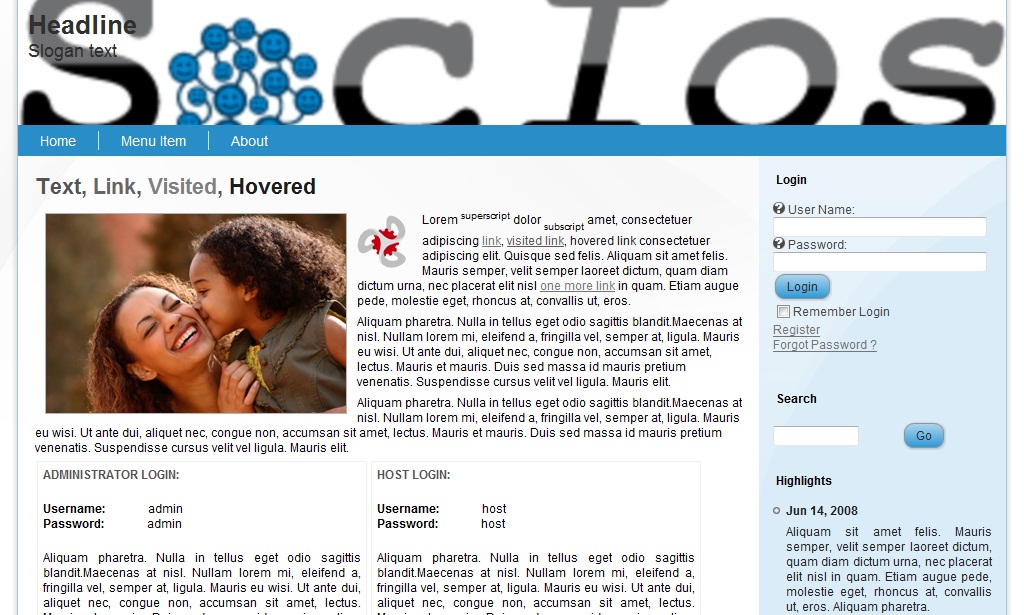 SocIos
Headline
Slogan text
Home
Menu Item
About
Text, Link, Visited, Hovered
Lorem superscript dolor subscript amet, consectetuer
adipiscing link, visited link, hovered link consectetuer
adipiscing elit. Quisque sed felis. Aliquam sit amet felis.
Mauris semper, velit semper laoreet dictum, quam diam
dictum urna, nec placerat elit nisl one more link in quam. Etiam augue
pede, molestie eget, rhoncus at, convallis ut, eros.
Aliquam pharetra. Nulla in tellus eget odio sagittis blandit.Maecenas at
nisl. Nullam lorem mi, eleifend a, fringilla vel, semper at, ligula. Mauris
eu wisi. Ut ante dui, aliquet nec, congue non, accumsan sit amet,
lectus. Mauris et mauris. Duis sed massa id mauris pretium
venenatis. Suspendisse cursus velit vel ligula. Mauris elit.
Aliquam pharetra. Nulla in tellus eget odio sagittis blandit.Maecenas at
nisl. Nullam lorem mi, eleifend a, fringilla vel, semper at, ligula. Mauris
eu wisi. Ut ante dui, aliquet nec, congue non, accumsan sit amet, lectus. Mauris et mauris. Duis sed massa id mauris pretium
venenatis. Suspendisse cursus velit vel ligula. Mauris elit.
ADMINISTRATOR LOGIN:
Username: admin
Password: admin
Aliquam pharetra. Nulla in tellus eget odio sagittis
blandit.Maecenas at nisl. Nullam lorem mi, eleifend a,
fringilla vel, semper at, ligula. Mauris eu wisi. Ut ante dui,
aliquet nec, congue non, accumsan sit amet, lectus.
HOST LOGIN:
Username: host
Password: host
Aliquam pharetra. Nulla in tellus eget odio sagittis
blandit.Maecenas at nisl. Nullam lorem mi, eleifend a,
fringilla vel, semper at, ligula. Mauris eu wisi. Ut ante dui,
aliquet nec, congue non, accumsan sit amet, lectus.
Login
User Name:
Password:
Login
Remember Login
Register
Forgot Password ?
Search
Go
Highlights
Jun 14, 2008
Aliquam sit amet felis. Mauris
semper, velit semper laoreet dictum,
quam diam dictum urna, nec placerat
elit nisl in quam. Etiam augue pede,
molestie eget, rhoncus at, convallis
ut, eros. Aliquam pharetra.